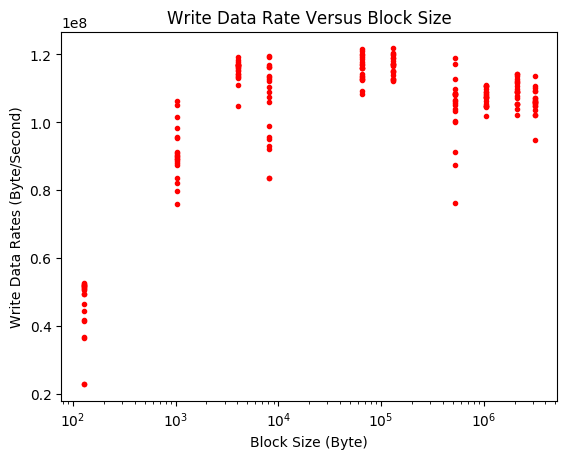 Write Data Rate Versus Block Size
1e8
1.2
1.0
0.8
0.6
0.4
0.2
Write Data Rates (Byte/Second)
10²
10³
10⁴
10⁵
10⁶
Block Size (Byte)